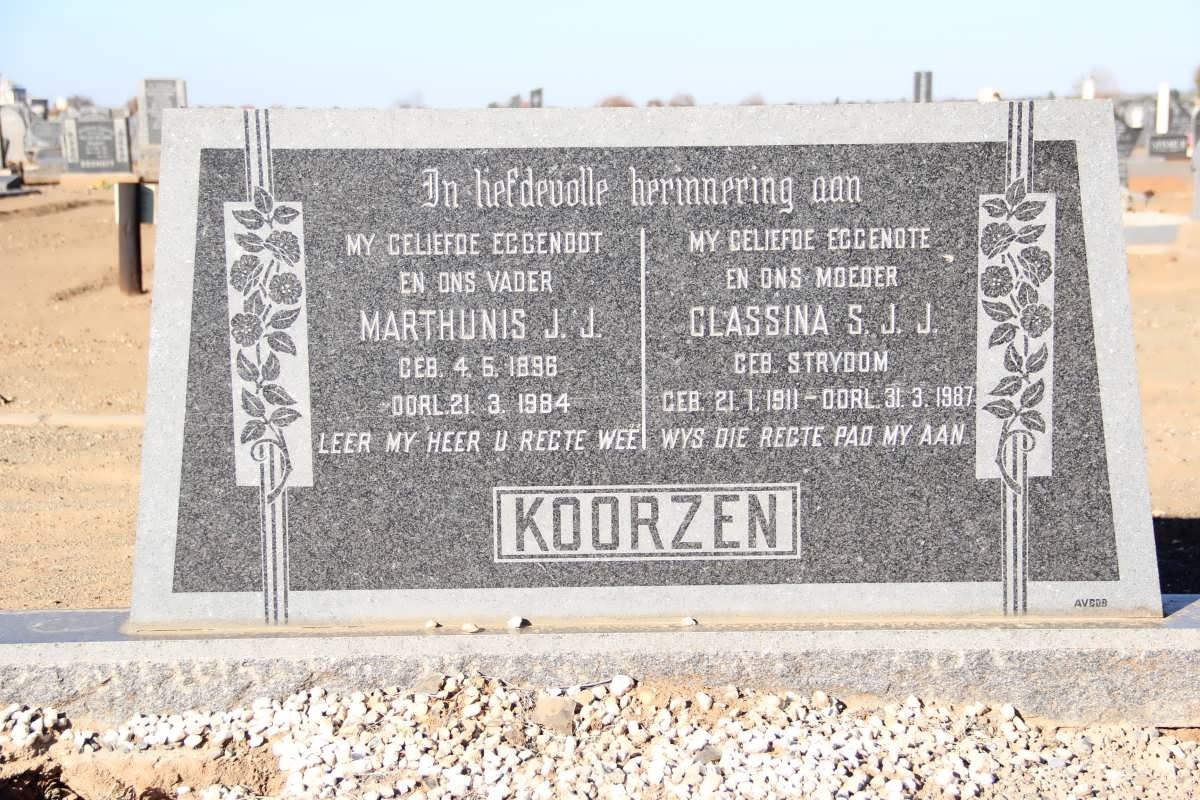 In liefdevolle herinnering aan
MY GELIEFDE EGGENOOT
EN ONS VADER
MARTHUNIS J. J.
GEB. 4. 6. 1896
OORL. 21. 3. 1984
LEER MY HEER U REGTE WEË
MY GELIEFDE EGGENOTE
EN ONS MOEDER
CLASSINA S. J. J.
GEB. STRYDOM
GEB. 21. 1. 1911 - OORL. 31. 3. 1987
WYS DIE REGTE PAD MY AAN.
KOORZEN